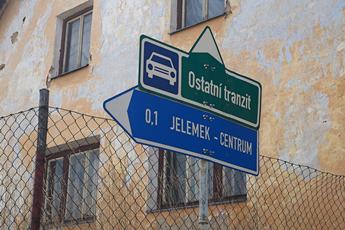 Ostatní tranzit
0,1 JELEMEK - CENTRUM